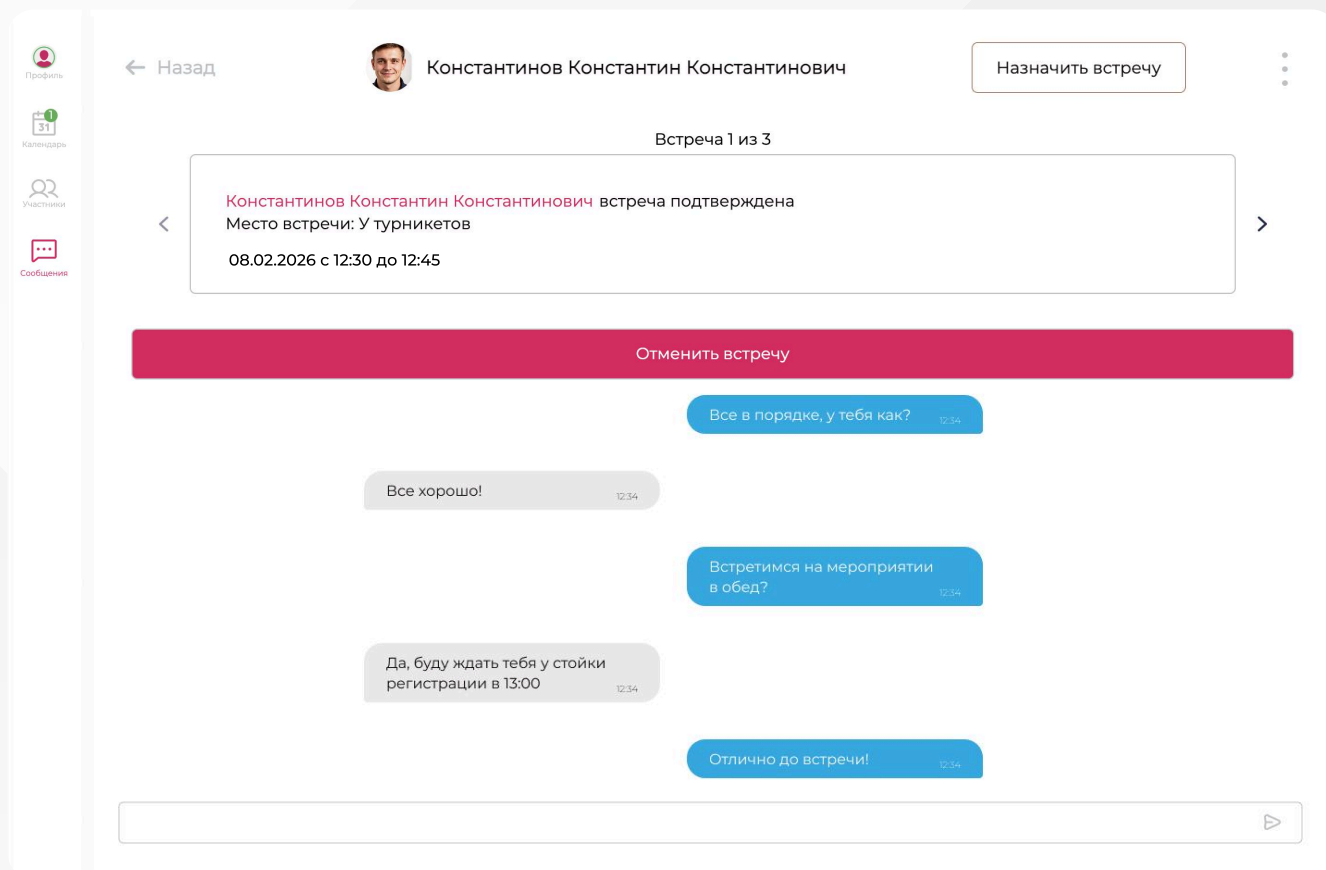 Профиль
1
31
Календарь
Участники
Сообщения
Назад
Константинов Константин Константинович
Назначить встречу
Встреча 1 из 3
Константинов Константин Константинович встреча подтверждена
Место встречи: У турникетов
08.02.2026 с 12:30 до 12:45
Отменить встречу
Все в порядке, у тебя как? 12:34
Все хорошо! 12:34
Встретимся на мероприятии
в обед? 12:34
Да, буду ждать тебя у стойки
регистрации в 13:00 12:34
Отлично до встречи! 12:34